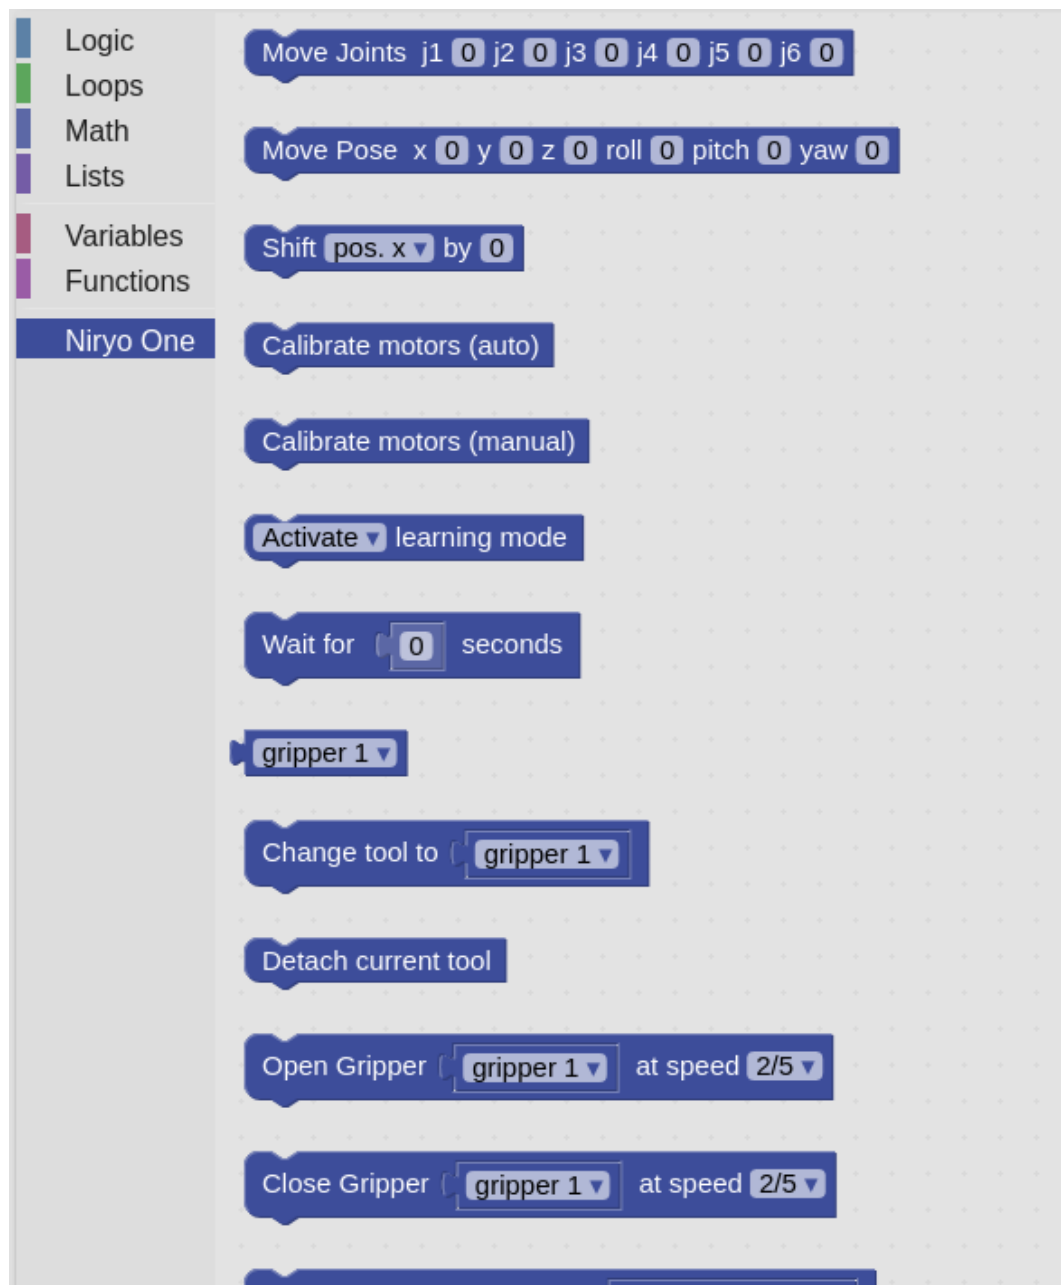 Logic
Loops
Math
Lists
Variables
Functions
Niryo One
Move Joints j1 0 j2 0 j3 0 j4 0 j5 0 j6 0
Move Pose x 0 y 0 z 0 roll 0 pitch 0 yaw 0
Shift pos. x by 0
Calibrate motors (auto)
Calibrate motors (manual)
Activate learning mode
Wait for 0 seconds
gripper 1
Change tool to gripper 1
Detach current tool
Open Gripper gripper 1 at speed 2/5
Close Gripper gripper 1 at speed 2/5